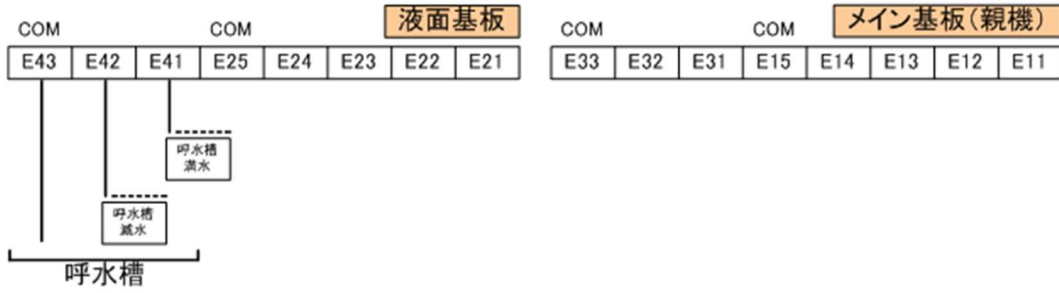 液面基板
メイン基板(親機)
COM COM COM COM
E43 E42 E41 E25 E24 E23 E22 E21 E33 E32 E31 E15 E14 E13 E12 E11
呼水槽
満水
呼水槽
減水
呼水槽